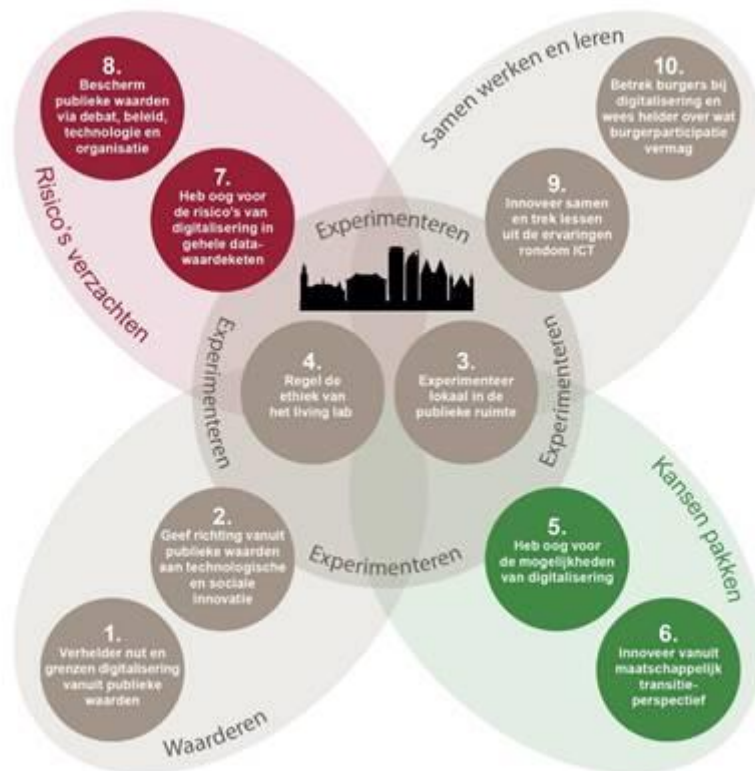 8.
Bescherm
publieke waarden
via debat, beleid,
technologie en
organisatie
7.
Heb oog voor
de risico's van
digitalisering in
gehele data-
waardeketen
Risico's verzachten
Samen werken en leren
10.
Betrek burgers bij
digitalisering en
wees helder over wat
burgerparticipatie
vermag
9.
Innoveer samen
en trek lessen
uit de ervaringen
rondom ICT
Experimenteren
Experimenteren
Experimenteren
4.
Regel de
ethiek van
het living lab
3.
Experimenteer
lokaal in de
publieke ruimte
2.
Geef richting vanuit
publieke waarden
aan technologische
en sociale
innovatie
1.
Verhelder nut en
grenzen digitalisering
vanuit publieke
waarden
Waarderen
Experimenteren
5.
Heb oog voor
de mogelijkheden
van digitalisering
6.
Innoveer vanuit
maatschappelijk
transitie-
perspectief
Kansen pakken